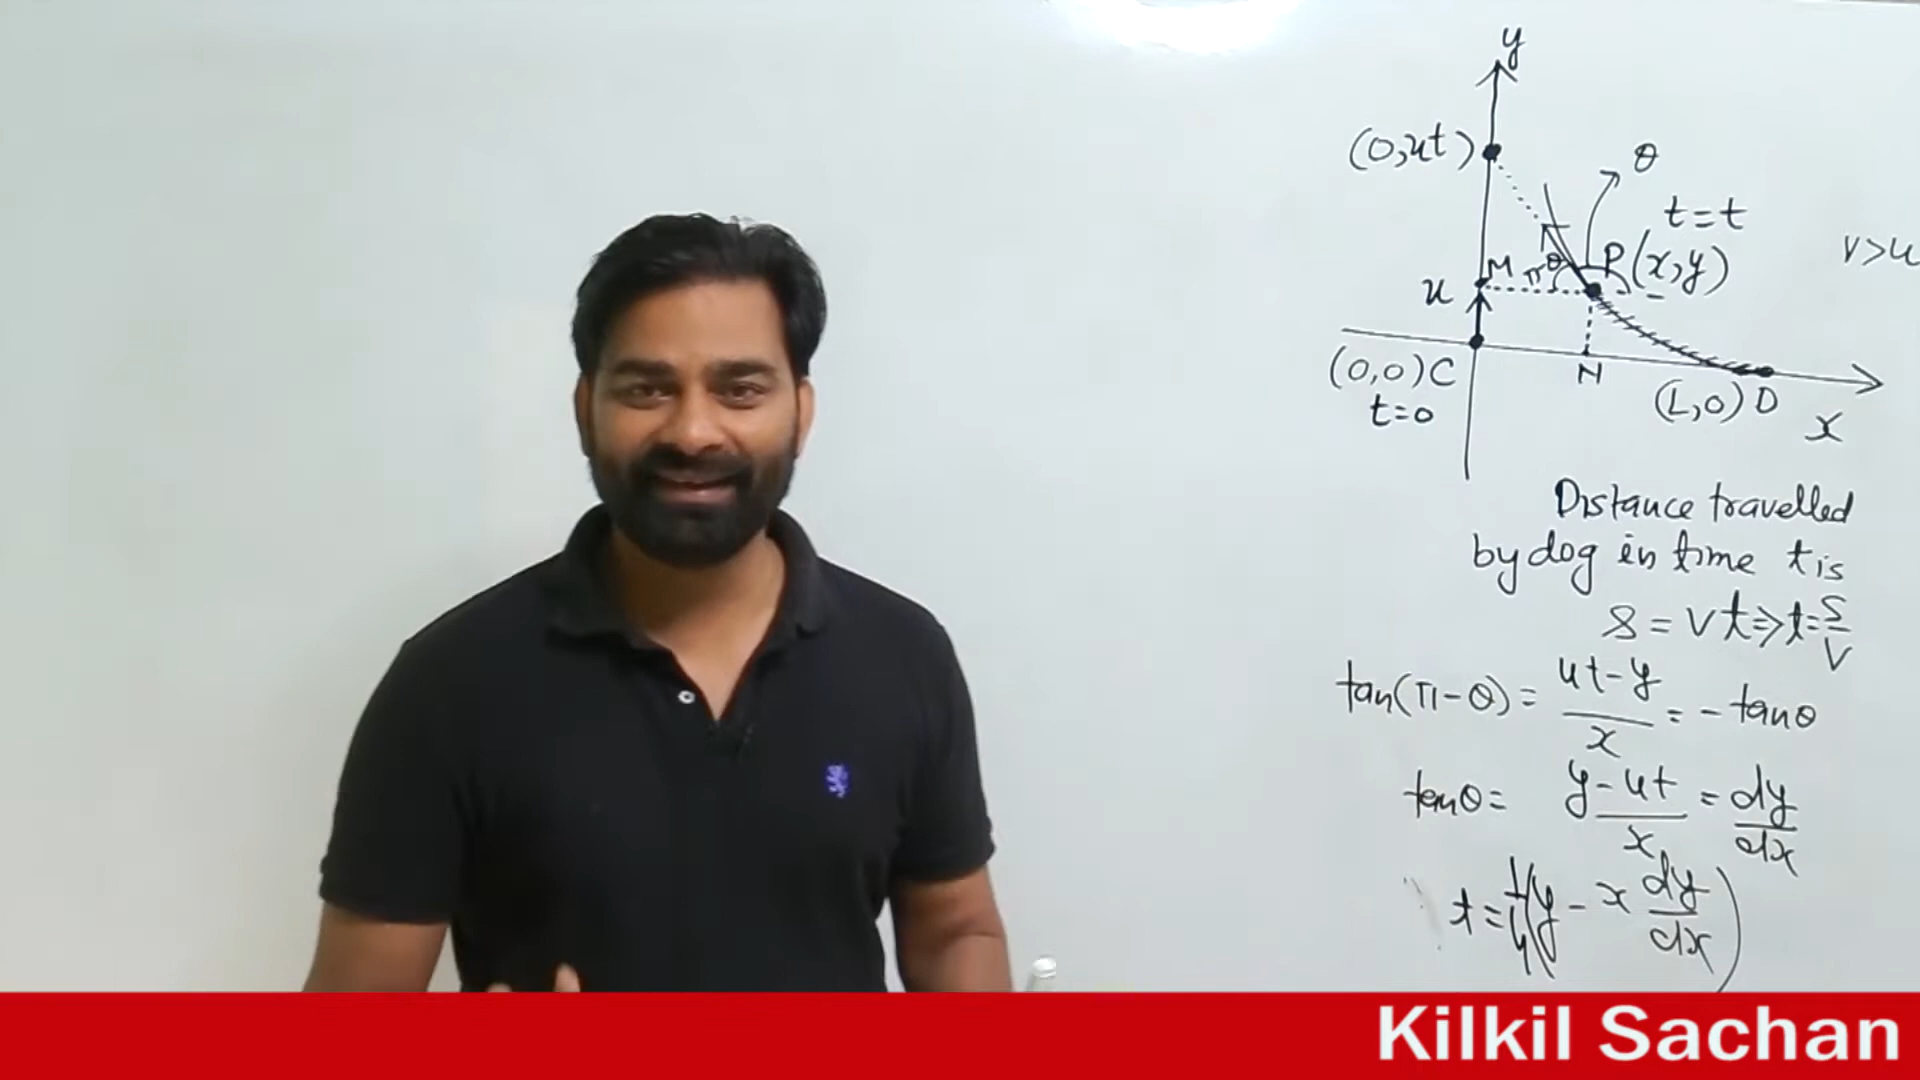 y
(0,ut)
θ
t=t
P(x,y)
v>u
M π-θ
u
(0,0)C
N
(L,0) D
t=0
x
Distance travelled
by dog in time t is
s = vt ⇒ t = s/v
tan(π-θ) = (ut-y)/x = -tanθ
tanθ = (y-ut)/x = dy/dx
t = 1/u (y - x dy/dx)
Kilkil Sachan